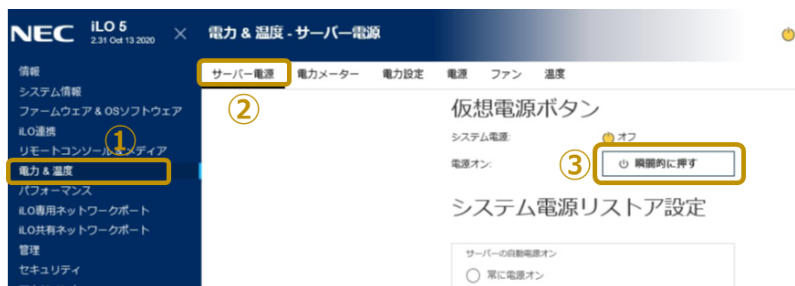 NEC iLO 5
2.31 Oct 13 2020
電力 & 温度 - サーバー電源
情報
システム情報
ファームウェア & OSソフトウェア
iLO連携
リモートコンソール & メディア
電力 & 温度
パフォーマンス
iLO専用ネットワークポート
iLO共有ネットワークポート
管理
セキュリティ
①
サーバー電源 電力メーター 電力設定 電源 ファン 温度
②
仮想電源ボタン
システム電源: オフ
電源オン: ③ 瞬間的に押す
システム電源リストア設定
サーバーの自動電源オン
常に電源オン